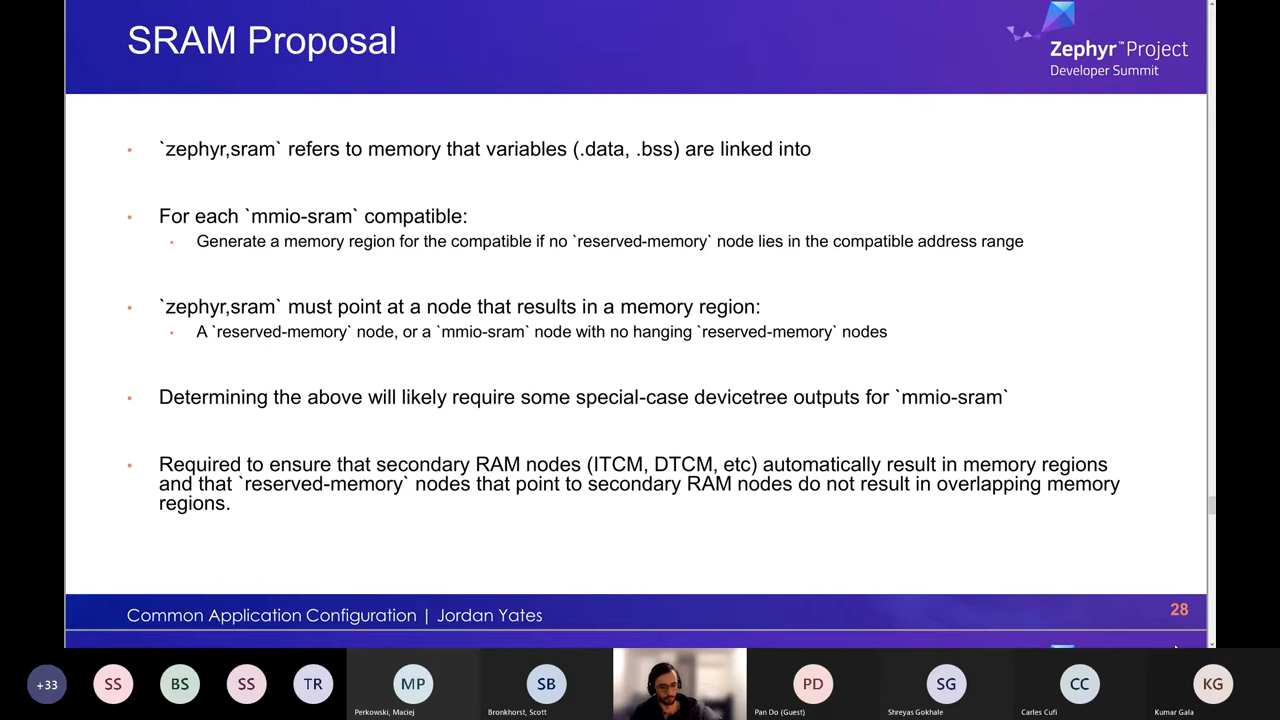 SRAM Proposal
Zephyr™Project
Developer Summit
• `zephyr,sram` refers to memory that variables (.data, .bss) are linked into
• For each `mmio-sram` compatible:
• Generate a memory region for the compatible if no `reserved-memory` node lies in the compatible address range
• `zephyr,sram` must point at a node that results in a memory region:
• A `reserved-memory` node, or a `mmio-sram` node with no hanging `reserved-memory` nodes
• Determining the above will likely require some special-case devicetree outputs for `mmio-sram`
• Required to ensure that secondary RAM nodes (ITCM, DTCM, etc) automatically result in memory regions
and that `reserved-memory` nodes that point to secondary RAM nodes do not result in overlapping memory
regions.
Common Application Configuration | Jordan Yates
28
+33
SS
BS
SS
TR
MP
SB
PD
SG
CC
KG
Perkowski, Maciej
Bronkhorst, Scott
Pan Do (Guest)
Shreyas Gokhale
Carles Cufi
Kumar Gala